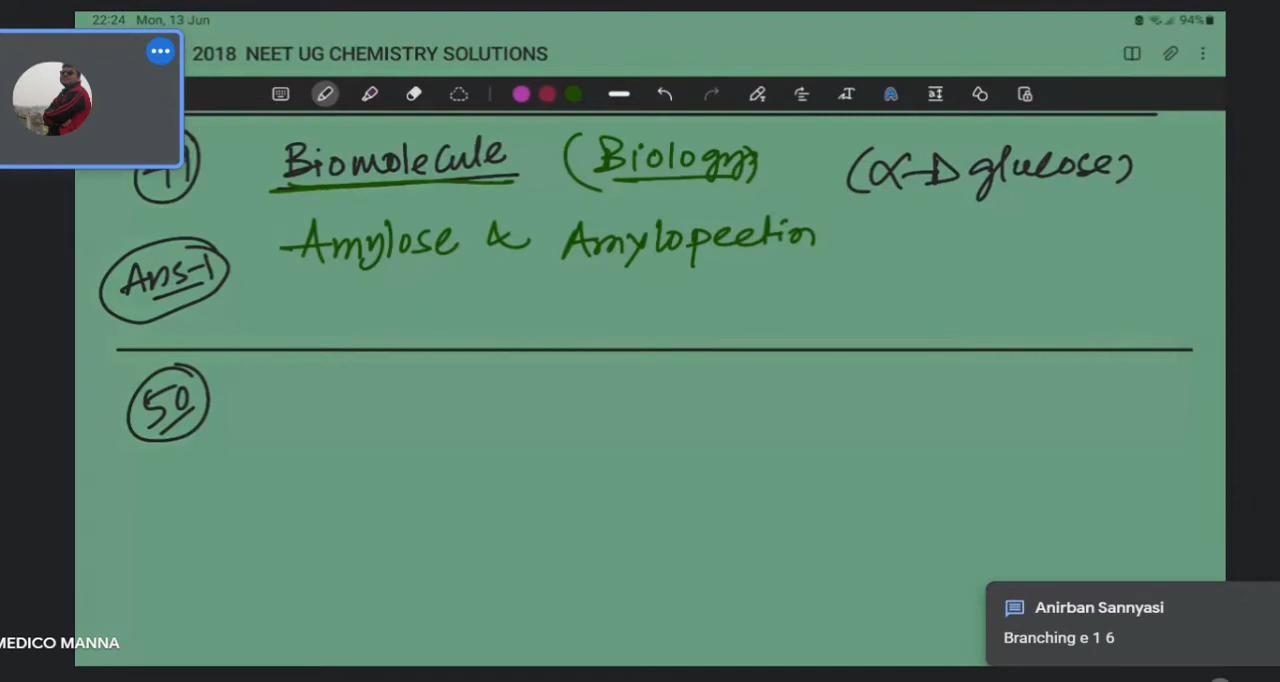 22:24 Mon, 13 Jun
94%
2018 NEET UG CHEMISTRY SOLUTIONS
Biomolecule (Biology) (α-D glucose)
Amylose & Amylopectin
Ans-1
50
Anirban Sannyasi
Branching e 1 6
MEDICO MANNA